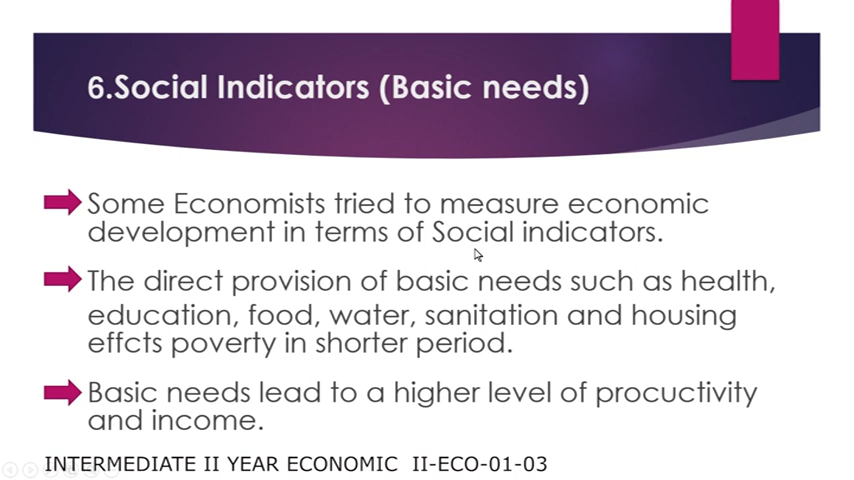 6.Social Indicators (Basic needs)
Some Economists tried to measure economic
development in terms of Social indicators.
The direct provision of basic needs such as health,
education, food, water, sanitation and housing
effcts poverty in shorter period.
Basic needs lead to a higher level of procuctivity
and income.
INTERMEDIATE II YEAR ECONOMIC II-ECO-01-03